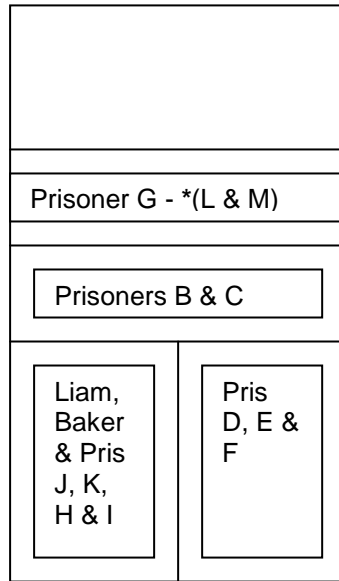 Prisoner G - *(L & M)
Prisoners B & C
Liam,
Baker
& Pris
J, K,
H & I
Pris
D, E &
F